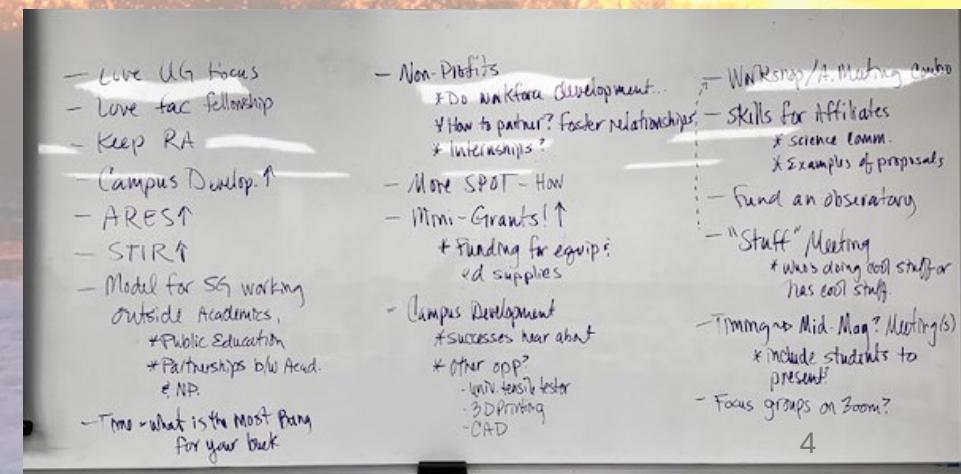 - Love UG Focus
- Love fac fellowship
- Keep RA
- Campus Develop. ↑
- ARES↑
- STIR↑
- Model for SG working
outside Academics,
* Public Education
* Partnerships b/w Acad.
& NP.
- Time - what is the most Bang
for your buck
- Non-Profits
* Do workforce development...
* How to partner? Foster relationships,
* Internships?
- More SPOT - How
- Mini-Grants! ↑
* Funding for equip &
ed supplies
- Campus Development
* successes hear about
* Other opp?
- univ. tensile tester
- 3D Printing
- CAD
- Workshop/A. Meeting Combo
- Skills for Affiliates
* science comm.
* Examples of proposals
- Fund an observatory
- "Stuff" Meeting
* who's doing cool stuff or
has cool stuff
- Timing → Mid-May? Meeting(s)
* include students to
present?
- Focus groups on Zoom?
4